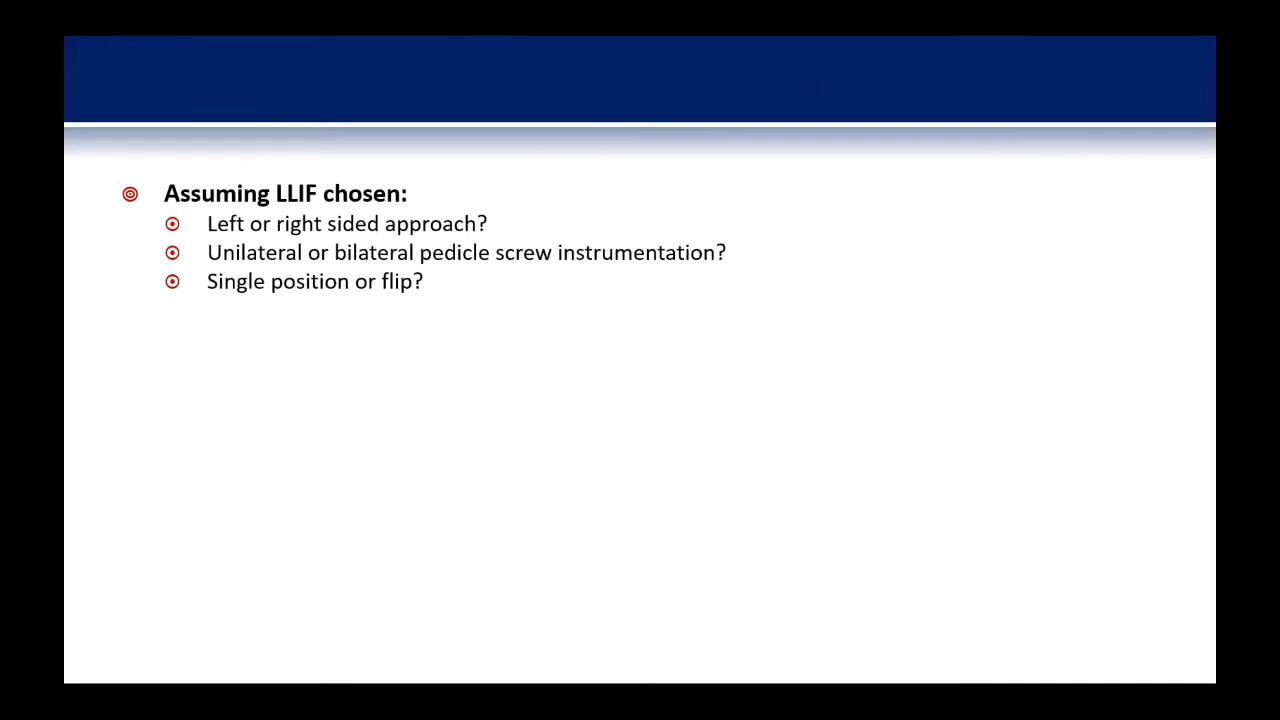 Assuming LLIF chosen:
Left or right sided approach?
Unilateral or bilateral pedicle screw instrumentation?
Single position or flip?